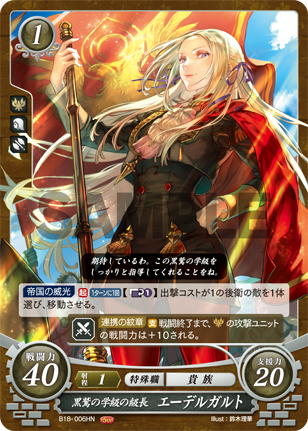 1
SAMPLE
期待しているわ。この黒鷲の学級を
しっかりと指導してくれることをね。
帝国の威光 起 1ターンに1回 1 出撃コストが1の後衛の敵を1体
選び、移動させる。
連携の紋章 支 戦闘終了まで、の攻撃ユニット
の戦闘力は+10される。
戦闘力
40
射程 1 特殊職 貴族
支援力
20
黒鷲の学級の級長 エーデルガルト
B18-006HN
Illust:鈴木理華